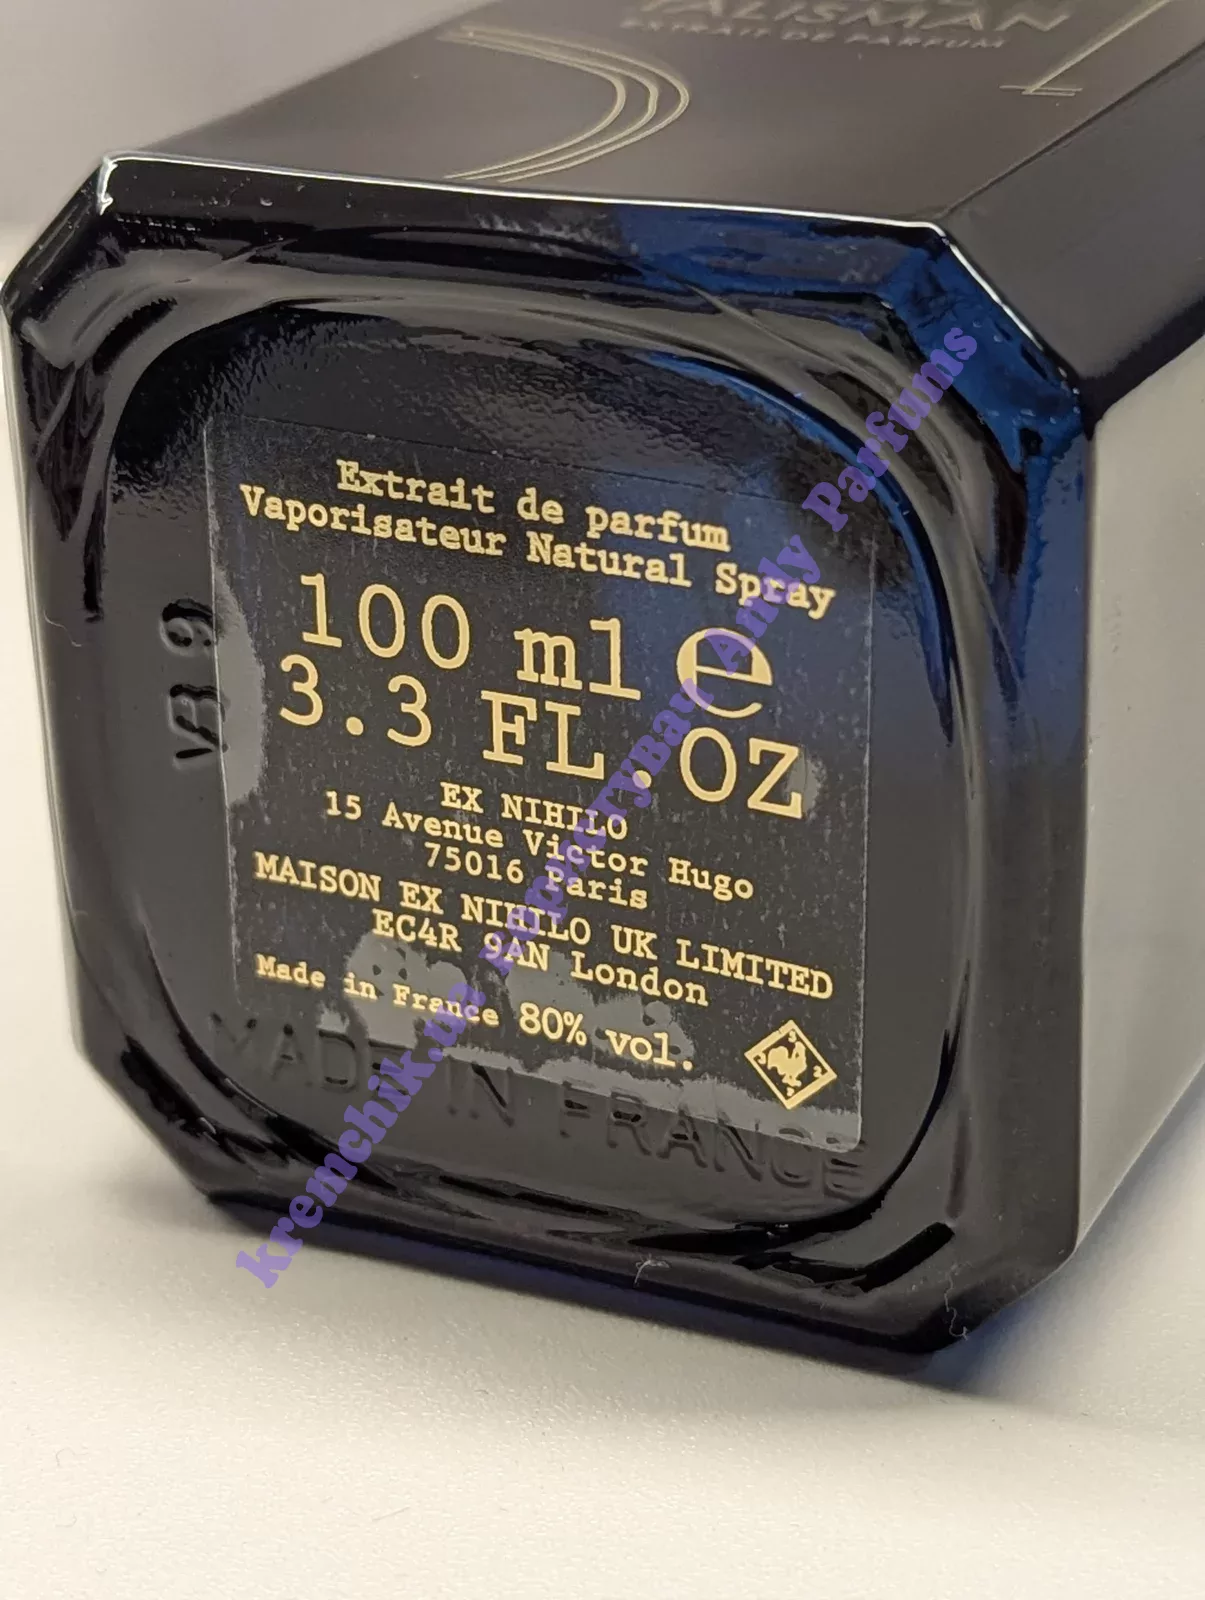 TALISMAN
EXTRAIT DE PARFUM
Extrait de parfum
Vaporisateur Natural Spray
100 ml e
3.3 FL.OZ
EX NIHILO
15 Avenue Victor Hugo
75016 Paris
MAISON EX NIHILO UK LIMITED
EC4R 9AN London
Made in France 80% vol.
MADE IN FRANCE
kremchik.ua Andy Parfums